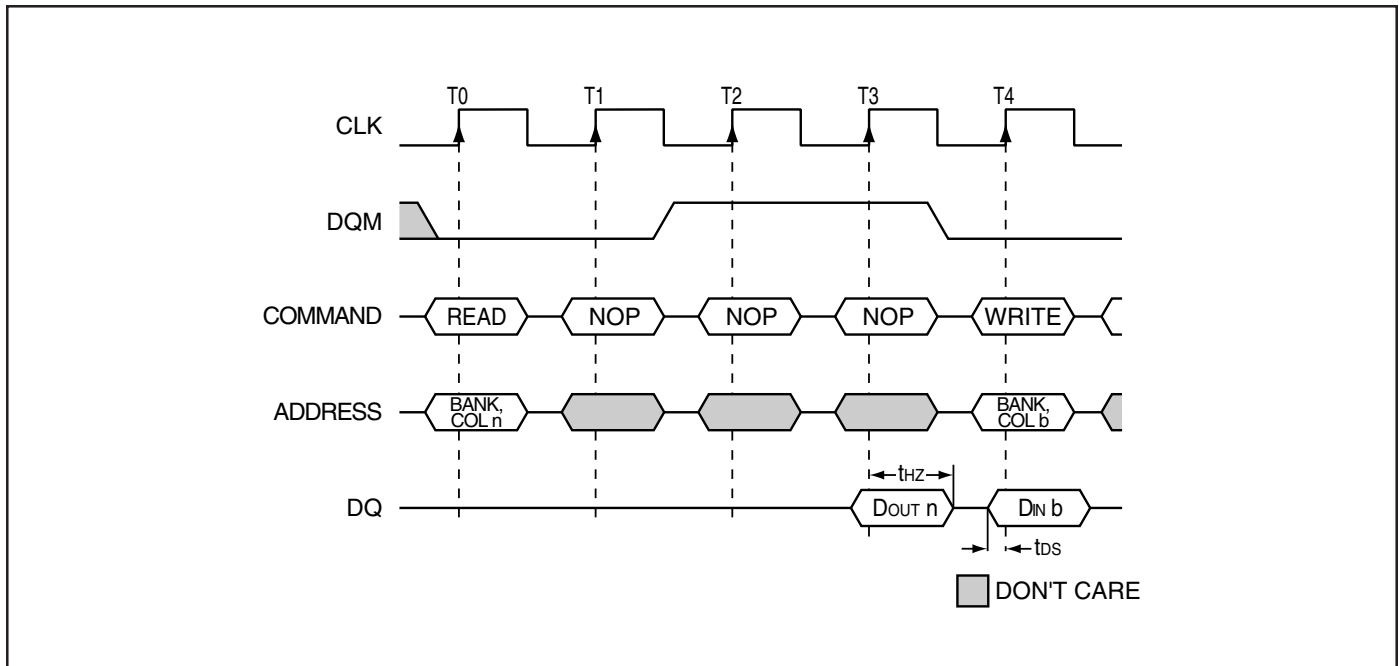 T0 T1 T2 T3 T4
CLK
DQM
COMMAND READ NOP NOP NOP WRITE
ADDRESS BANK, COL n BANK, COL b
tHZ
DQ DOUT n DIN b
tDS
DON'T CARE